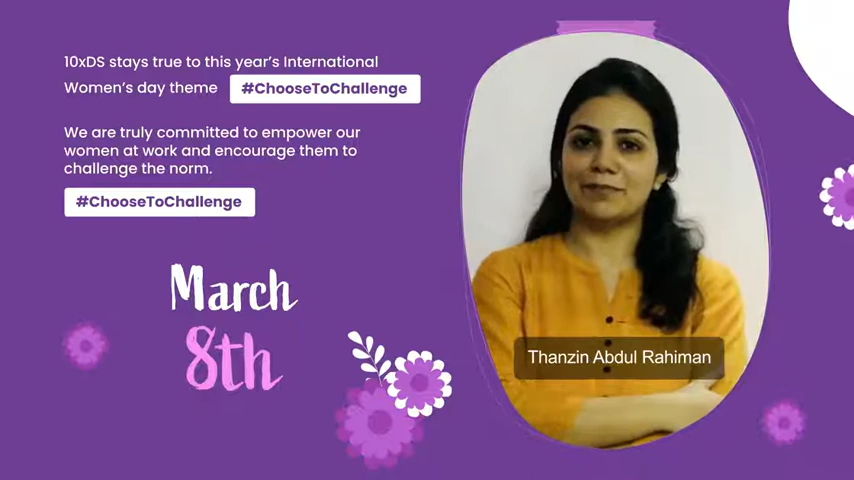 10xDS stays true to this year's International
Women's day theme #ChooseToChallenge
We are truly committed to empower our
women at work and encourage them to
challenge the norm.
#ChooseToChallenge
March
8th
Thanzin Abdul Rahiman